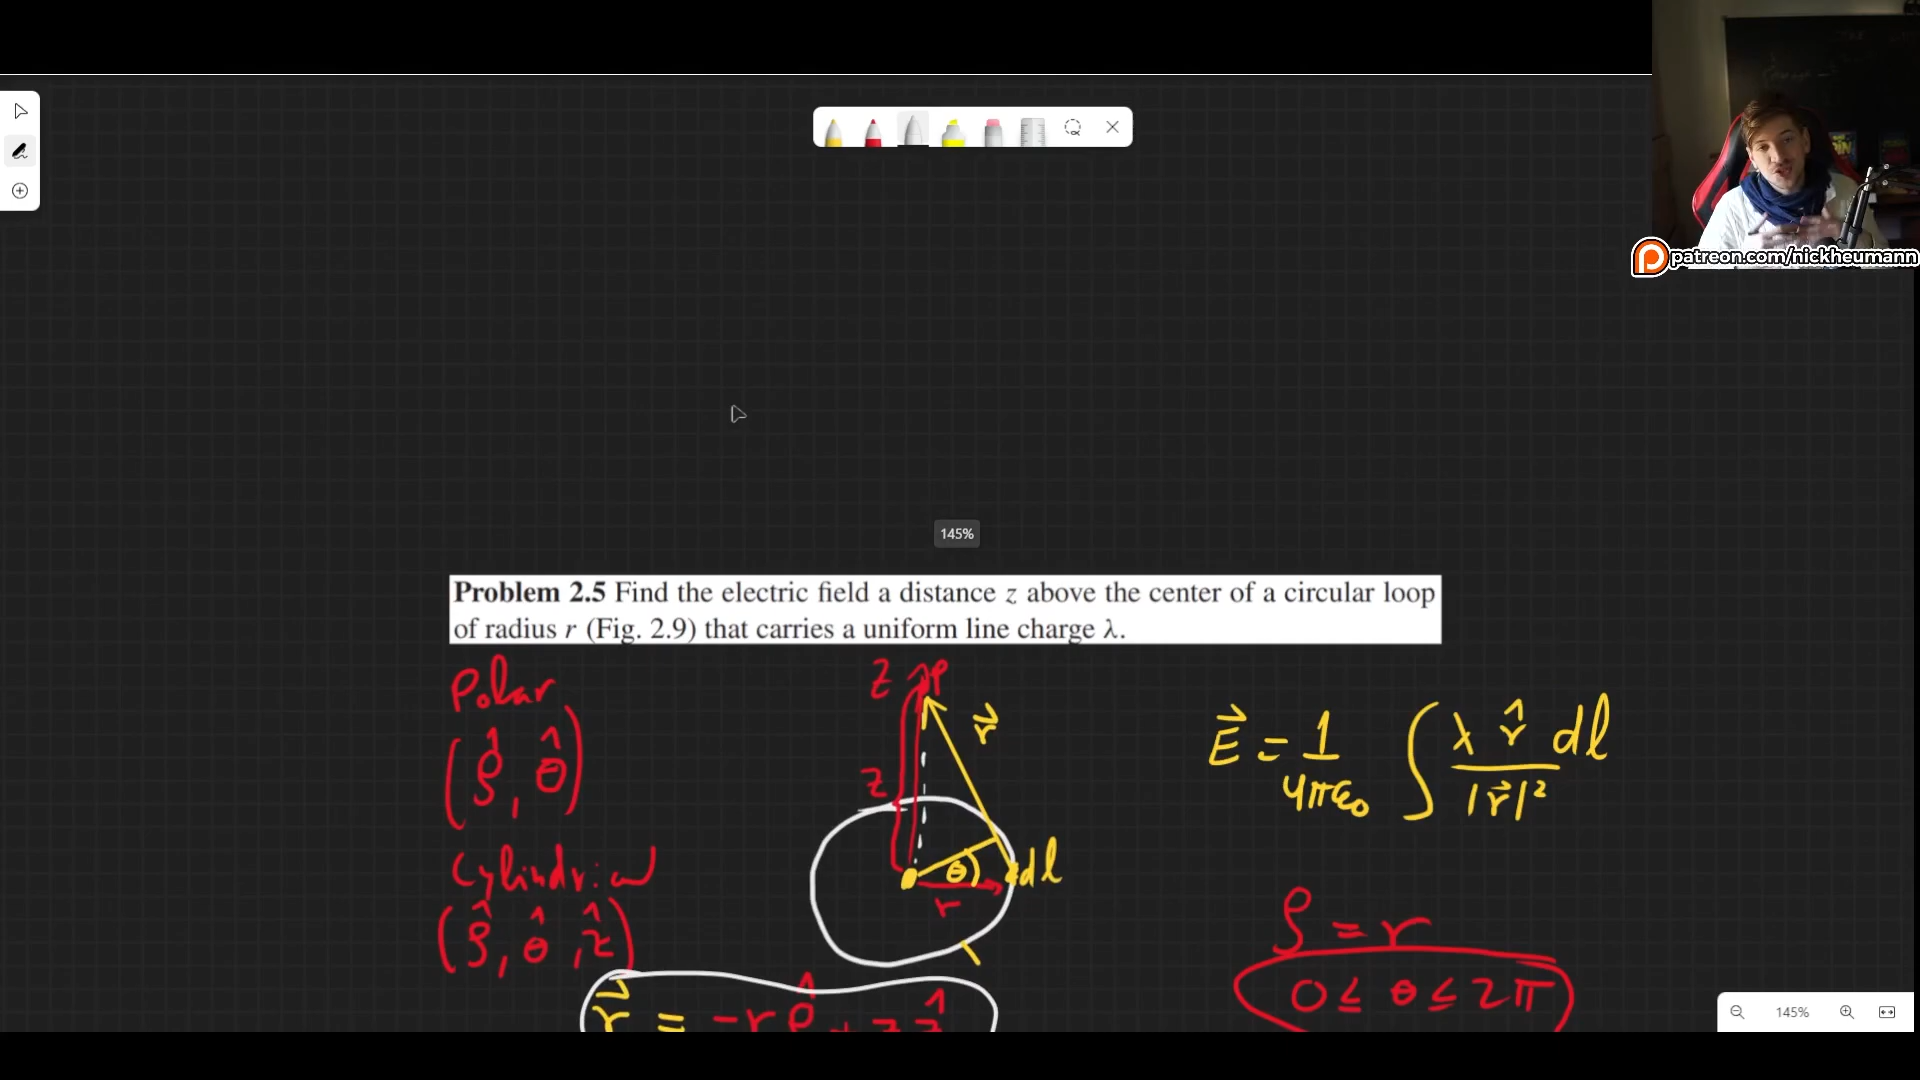 patreon.com/nickheumann
145%
Problem 2.5 Find the electric field a distance z above the center of a circular loop
of radius r (Fig. 2.9) that carries a uniform line charge λ.
Polar
(ρ̂, θ̂)
Cylindrical
(ρ̂, θ̂, ẑ)
z P
r⃗
z
θ
dl
r
E⃗ = 1/4πε₀ ∫ λ r̂ dl / |r⃗|²
ρ = r
0 ≤ θ ≤ 2π
r⃗ = -r ρ̂ + z ẑ
145%